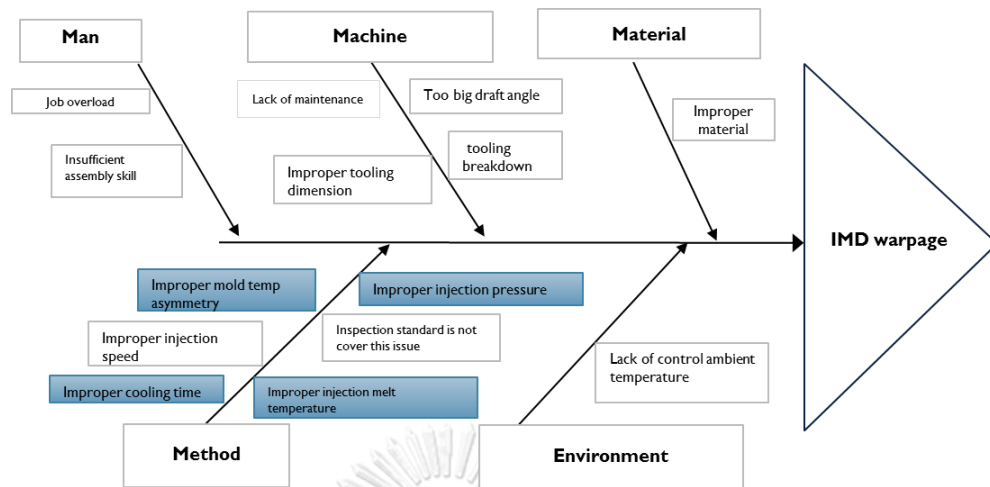 Man
Machine
Material
Job overload
Lack of maintenance
Too big draft angle
Improper
material
Insufficient
assembly skill
Improper tooling
dimension
tooling
breakdown
IMD warpage
Improper mold temp
asymmetry
Improper injection pressure
Improper injection
speed
Inspection standard is not
cover this issue
Lack of control ambient
temperature
Improper cooling time
Improper injection melt
temperature
Method
Environment